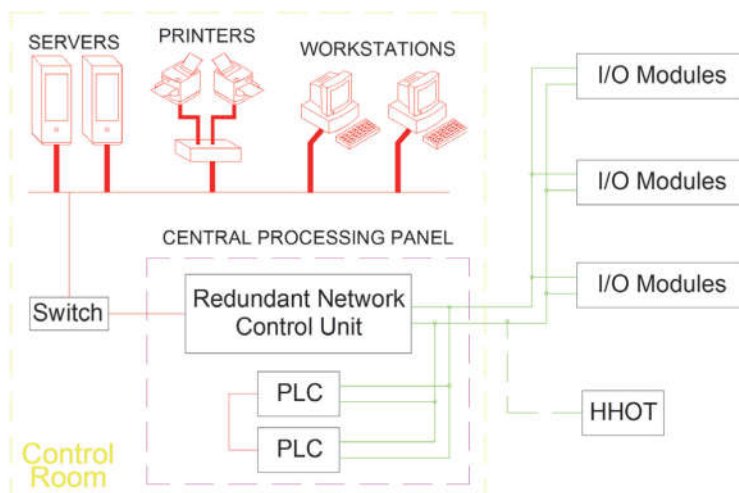 SERVERS
PRINTERS
WORKSTATIONS
I/O Modules
I/O Modules
I/O Modules
CENTRAL PROCESSING PANEL
Switch
Redundant Network
Control Unit
PLC
PLC
HHOT
Control
Room